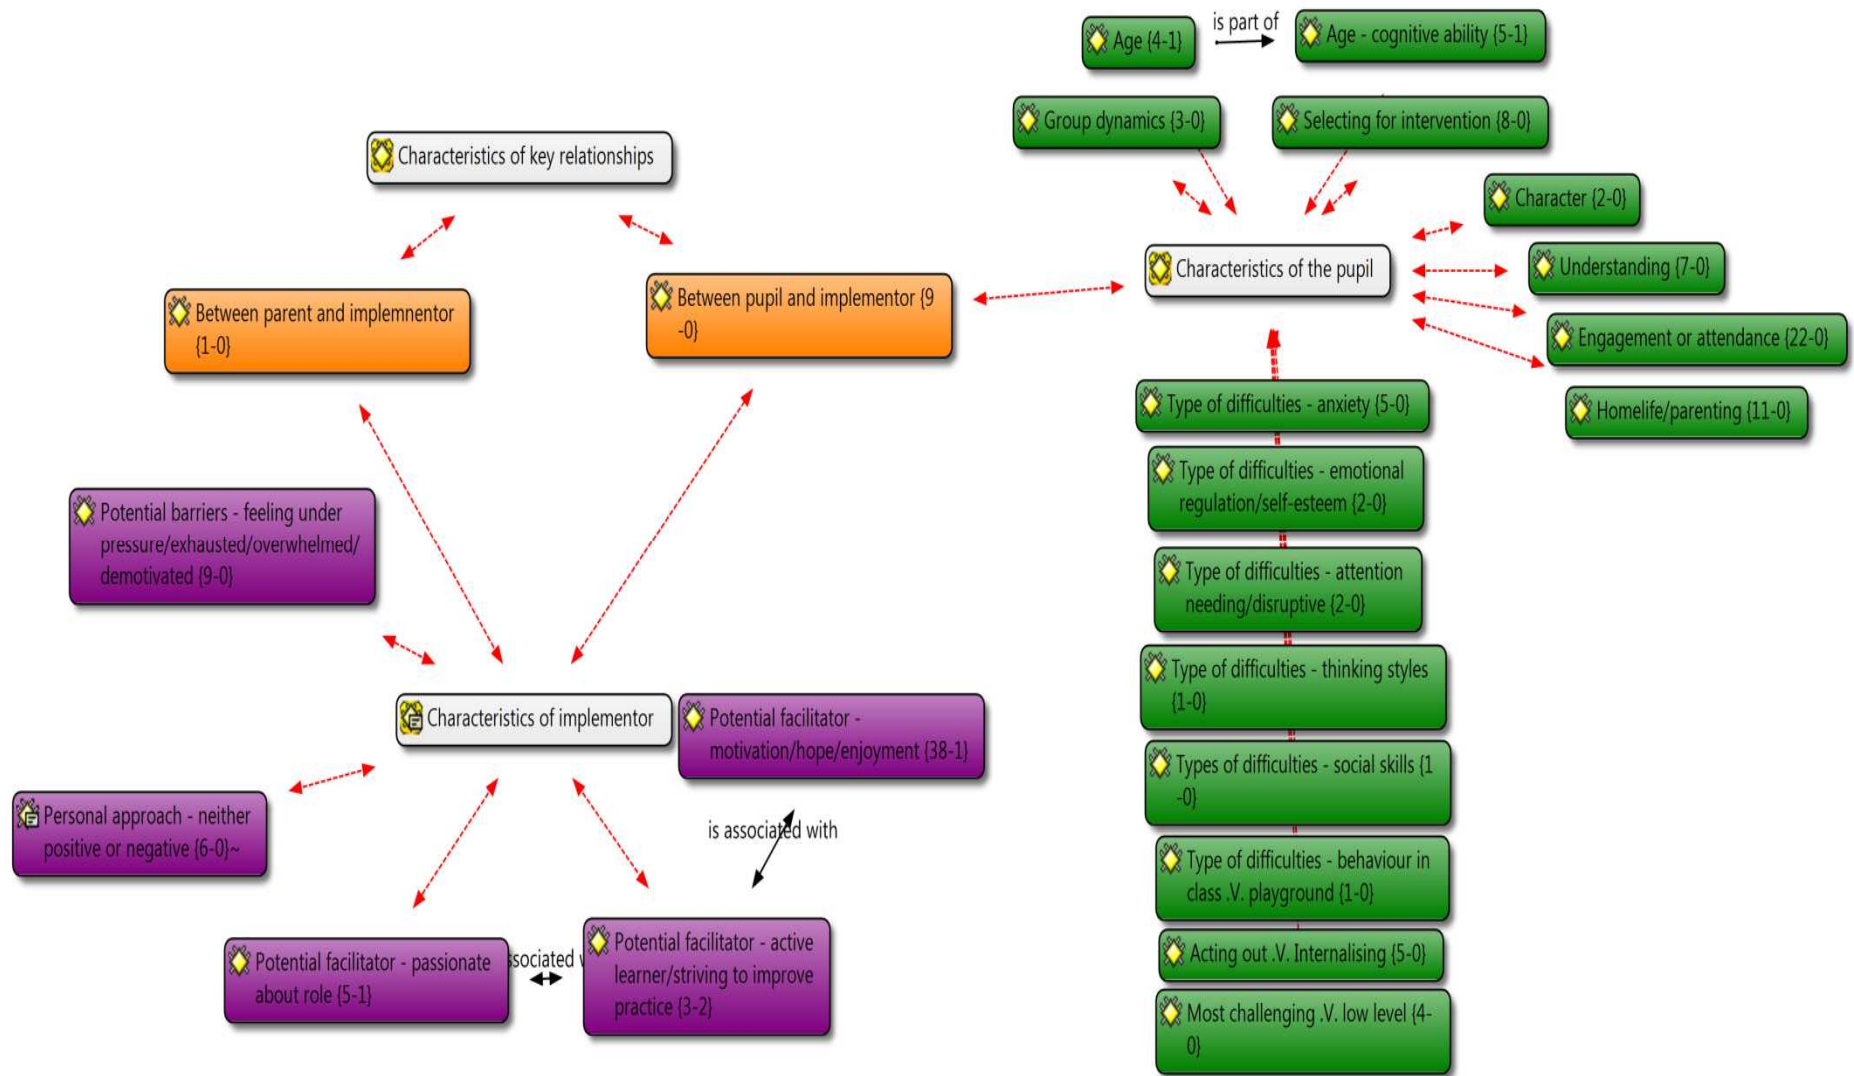 is part of
Age {4-1}
Age - cognitive ability {5-1}
Group dynamics {3-0}
Selecting for intervention {8-0}
Characteristics of key relationships
Character {2-0}
Characteristics of the pupil
Understanding {7-0}
Between parent and implemnentor
{1-0}
Between pupil and implementor {9
-0}
Engagement or attendance {22-0}
Homelife/parenting {11-0}
Type of difficulties - anxiety {5-0}
Type of difficulties - emotional
regulation/self-esteem {2-0}
Potential barriers - feeling under
pressure/exhausted/overwhelmed/
demotivated {9-0}
Type of difficulties - attention
needing/disruptive {2-0}
Type of difficulties - thinking styles
{1-0}
Characteristics of implementor
Potential facilitator -
motivation/hope/enjoyment {38-1}
Types of difficulties - social skills {1
-0}
Personal approach - neither
positive or negative {6-0}~
is associated with
Type of difficulties - behaviour in
class .V. playground {1-0}
Potential facilitator - passionate
about role {5-1}
ssociated
Potential facilitator - active
learner/striving to improve
practice {3-2}
Acting out .V. Internalising {5-0}
Most challenging .V. low level {4-
0}